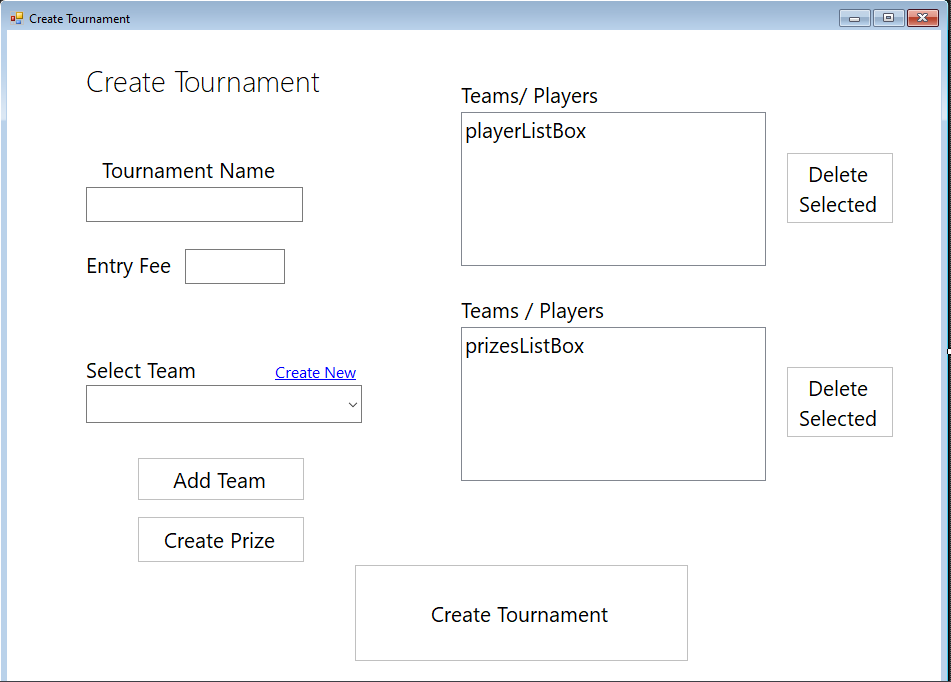 Create Tournament
Create Tournament
Tournament Name
Entry Fee
Select Team Create New
Add Team
Create Prize
Teams/ Players
playerListBox
Delete
Selected
Teams / Players
prizesListBox
Delete
Selected
Create Tournament